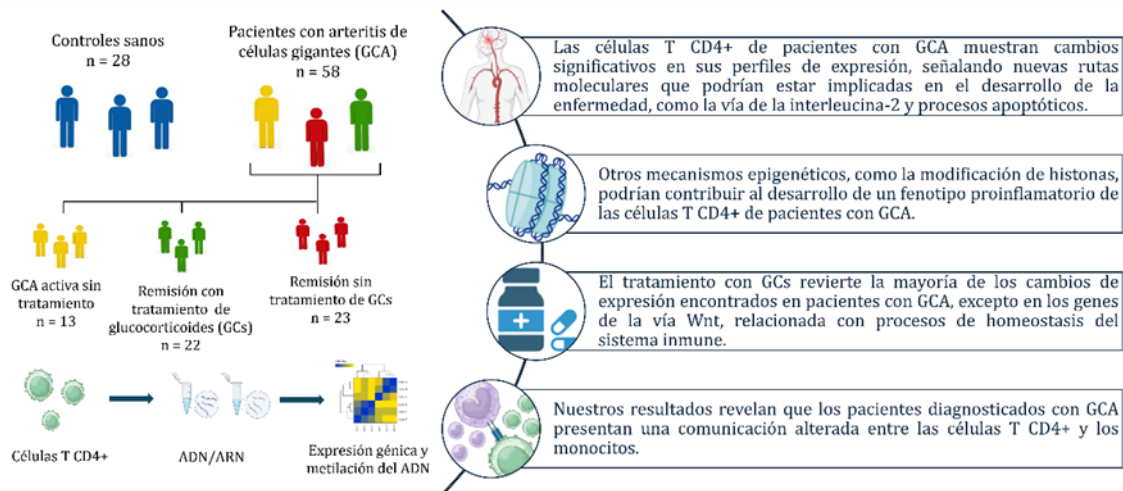 Controles sanos
n = 28
Pacientes con arteritis de
células gigantes (GCA)
n = 58
GCA activa sin
tratamiento
n = 13
Remisión con
tratamiento de
glucocorticoides (GCs)
n = 22
Remisión sin
tratamiento de GCs
n = 23
Células T CD4+
ADN/ARN
Expresión génica y
metilación del ADN
Las células T CD4+ de pacientes con GCA muestran cambios
significativos en sus perfiles de expresión, señalando nuevas rutas
moleculares que podrían estar implicadas en el desarrollo de la
enfermedad, como la vía de la interleucina-2 y procesos apoptóticos.
Otros mecanismos epigenéticos, como la modificación de histonas,
podrían contribuir al desarrollo de un fenotipo proinflamatorio de
las células T CD4+ de pacientes con GCA.
El tratamiento con GCs revierte la mayoría de los cambios de
expresión encontrados en pacientes con GCA, excepto en los genes
de la vía Wnt, relacionada con procesos de homeostasis del
sistema inmune.
Nuestros resultados revelan que los pacientes diagnosticados con GCA
presentan una comunicación alterada entre las células T CD4+ y los
monocitos.